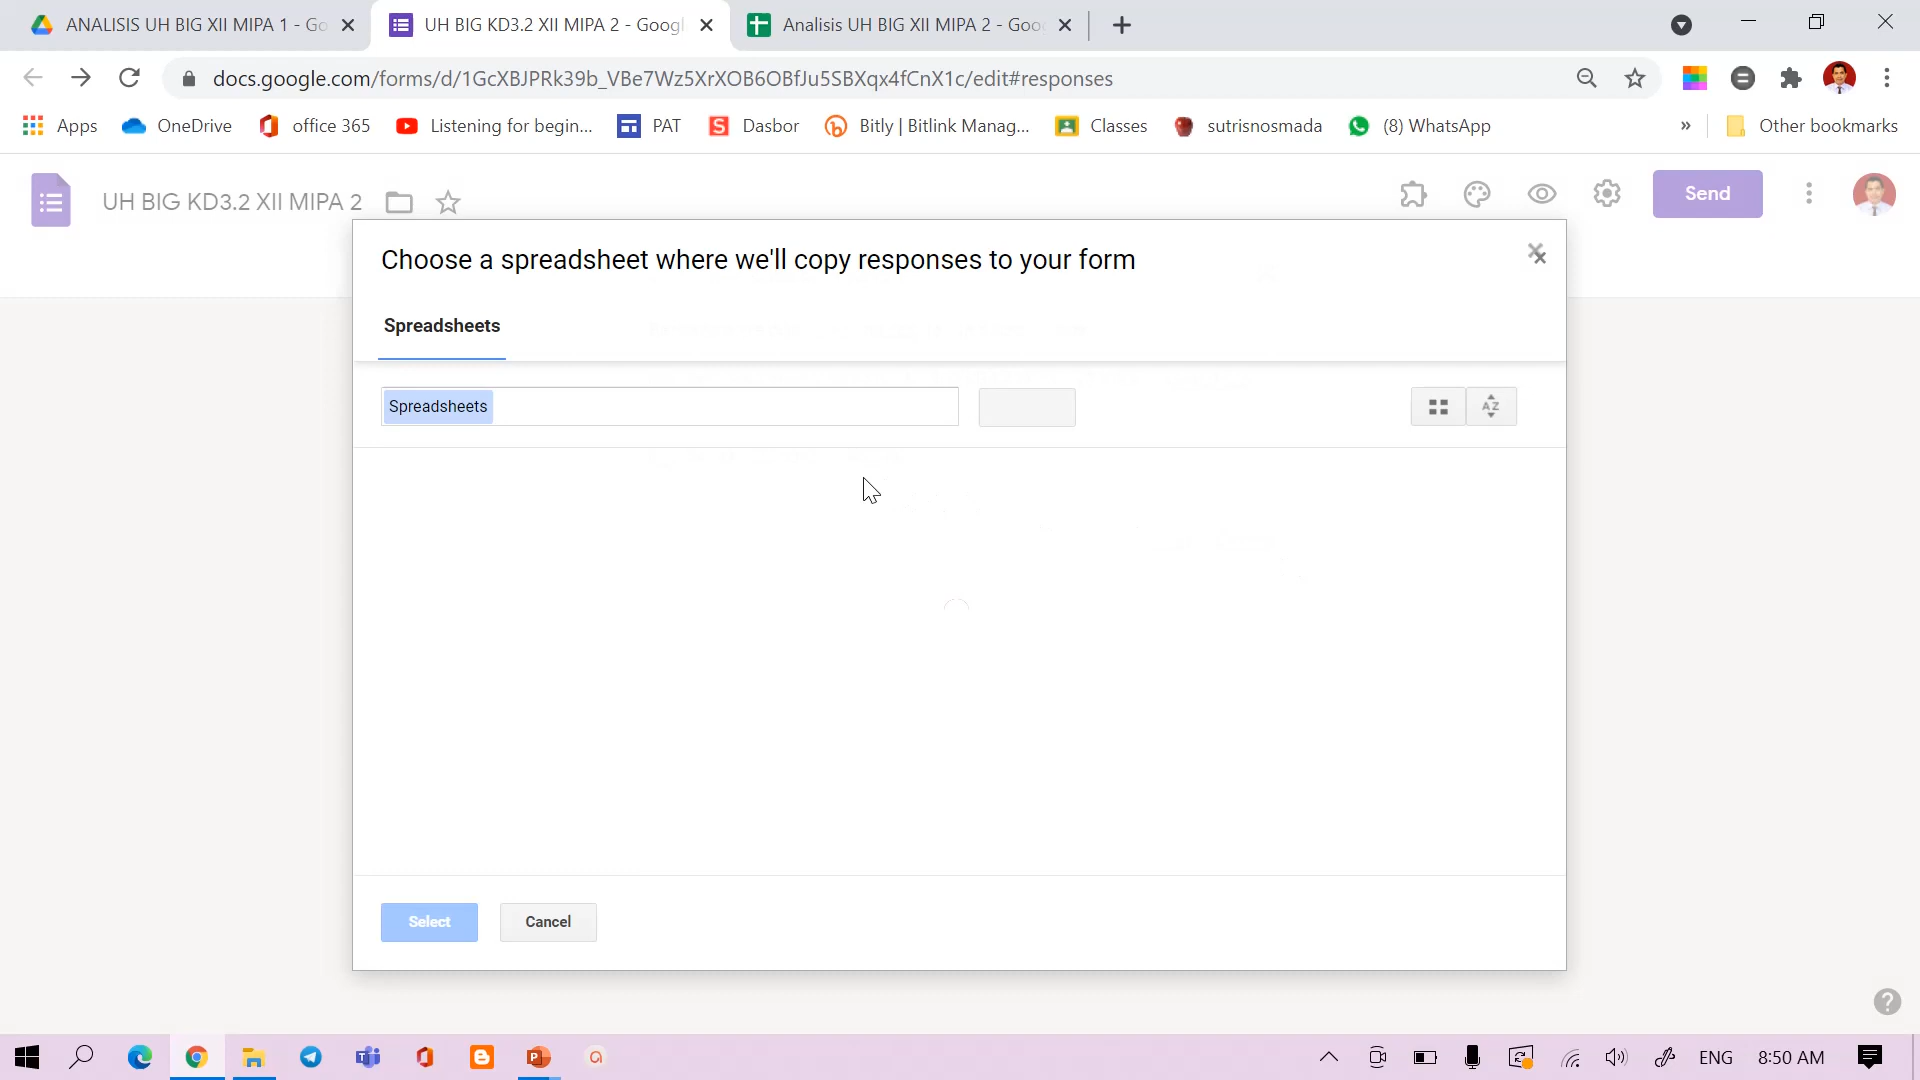 ANALISIS UH BIG XII MIPA 1 - Go
UH BIG KD3.2 XII MIPA 2 - Googl
Analisis UH BIG XII MIPA 2 - Goo
docs.google.com/forms/d/1GcXBJPRk39b_VBe7Wz5XrXOB6OBfJu5SBXqx4fCnX1c/edit#responses
Apps
OneDrive
office 365
Listening for begin...
PAT
Dasbor
Bitly | Bitlink Manag...
Classes
sutrisnosmada
(8) WhatsApp
»
Other bookmarks
UH BIG KD3.2 XII MIPA 2
Send
Choose a spreadsheet where we'll copy responses to your form
Spreadsheets
Spreadsheets
AZ
Select
Cancel
ENG
8:50 AM